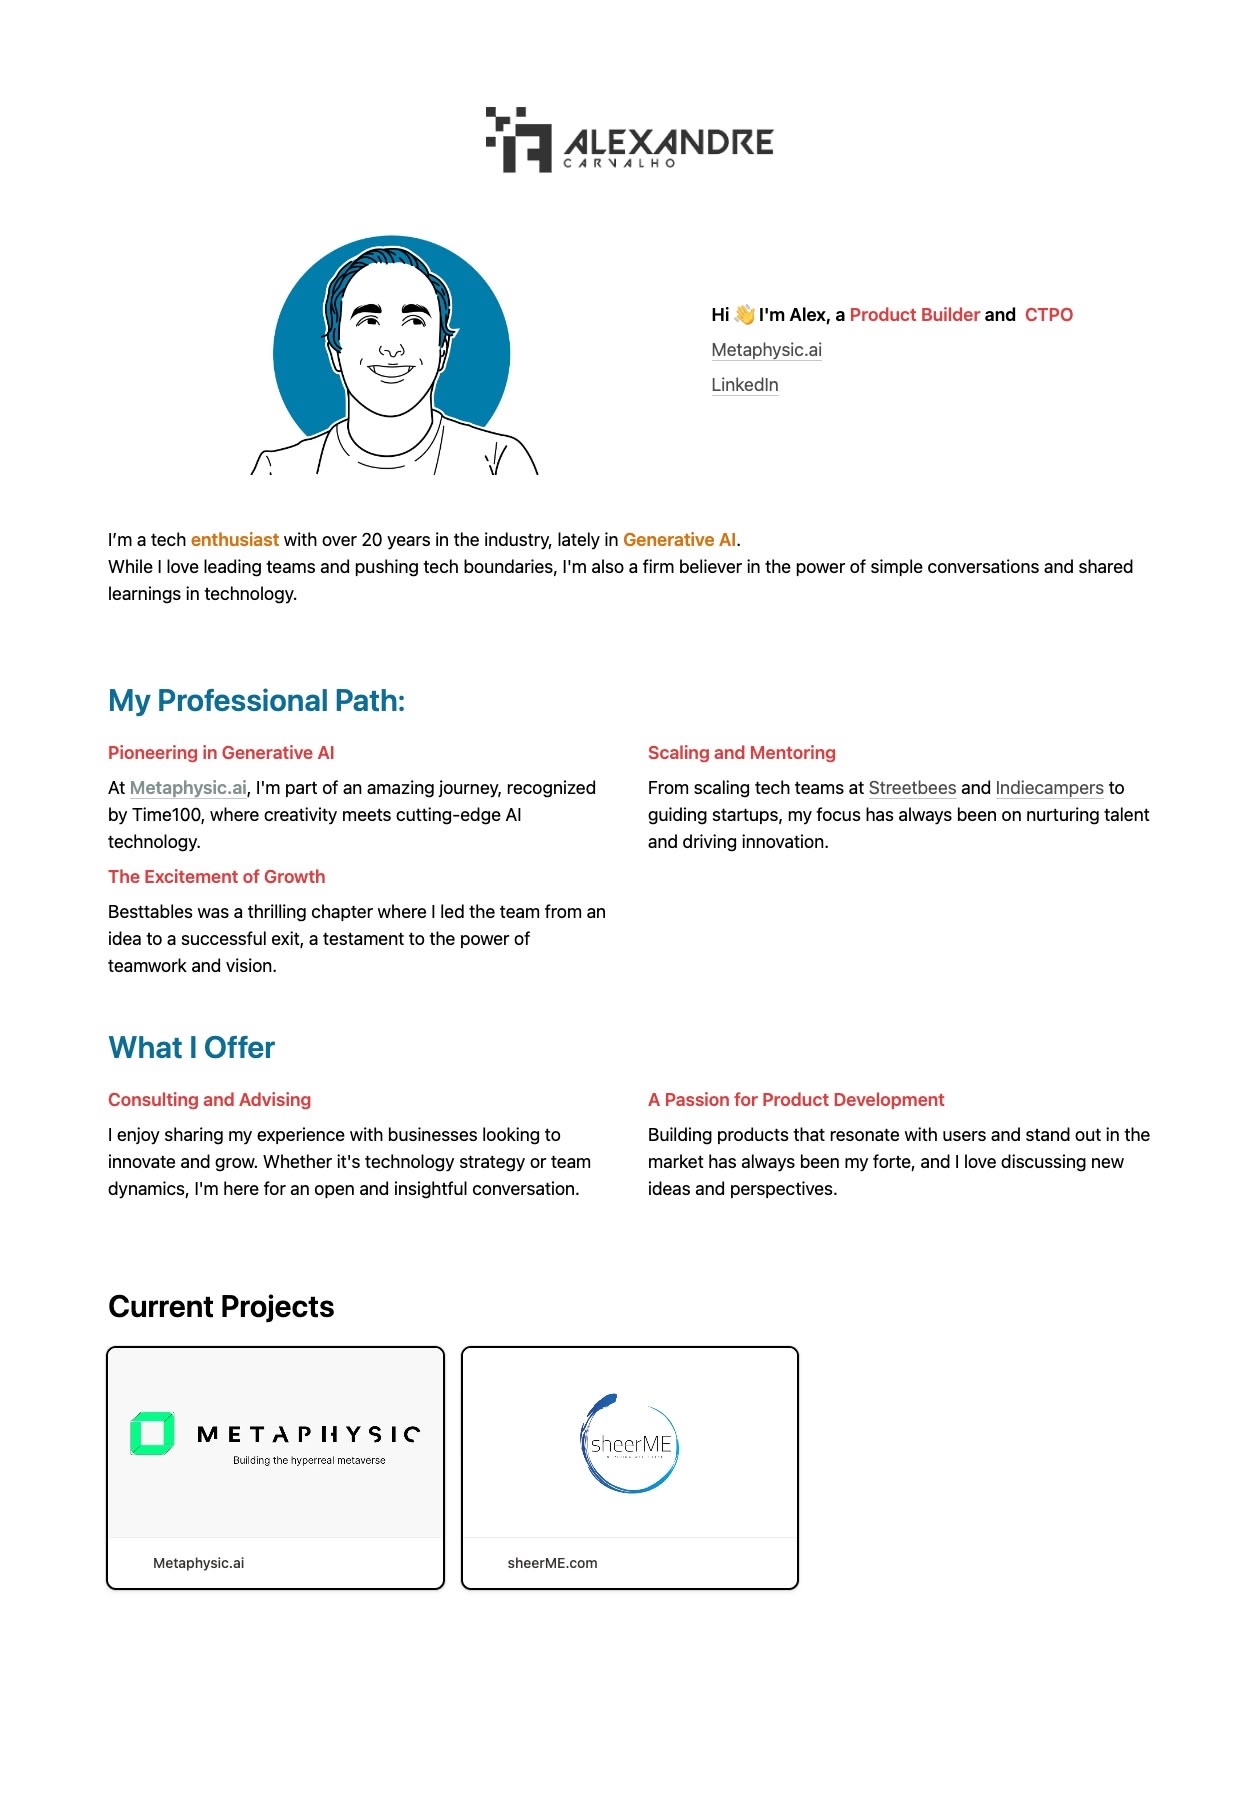 ALEXANDRE
CARVALHO
Hi 👋 I'm Alex, a Product Builder and CTPO
Metaphysic.ai
LinkedIn
I’m a tech enthusiast with over 20 years in the industry, lately in Generative AI.
While I love leading teams and pushing tech boundaries, I'm also a firm believer in the power of simple conversations and shared
learnings in technology.
My Professional Path:
Pioneering in Generative AI
At Metaphysic.ai, I'm part of an amazing journey, recognized
by Time100, where creativity meets cutting-edge AI
technology.
The Excitement of Growth
Besttables was a thrilling chapter where I led the team from an
idea to a successful exit, a testament to the power of
teamwork and vision.
Scaling and Mentoring
From scaling tech teams at Streetbees and Indiecampers to
guiding startups, my focus has always been on nurturing talent
and driving innovation.
What I Offer
Consulting and Advising
I enjoy sharing my experience with businesses looking to
innovate and grow. Whether it's technology strategy or team
dynamics, I'm here for an open and insightful conversation.
A Passion for Product Development
Building products that resonate with users and stand out in the
market has always been my forte, and I love discussing new
ideas and perspectives.
Current Projects
METAPHYSIC
Building the hyperreal metaverse
Metaphysic.ai
sheerME
sheerME.com